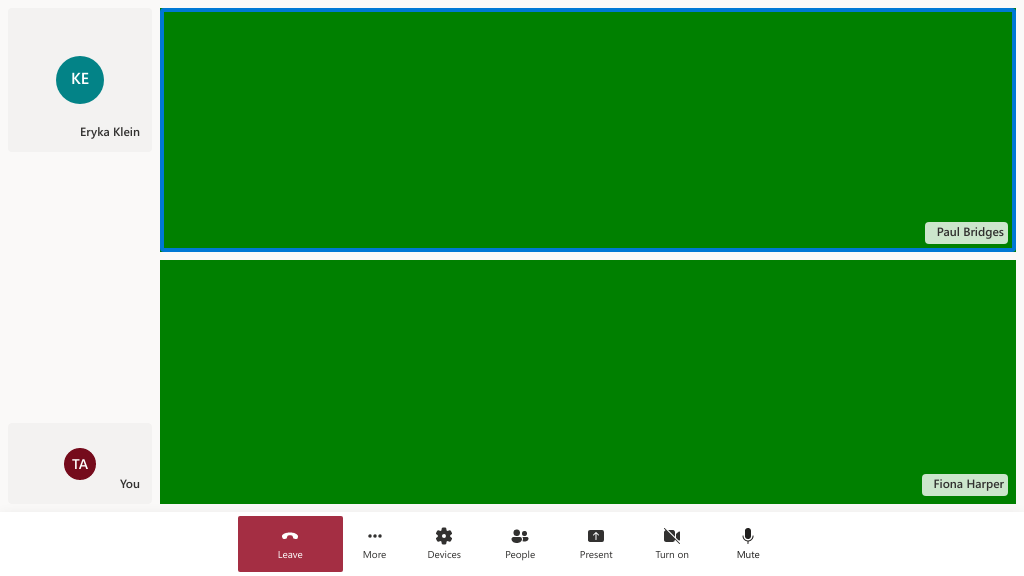 KE
Eryka Klein
Paul Bridges
Fiona Harper
TA
You
Leave
More
Devices
People
Present
Turn on
Mute